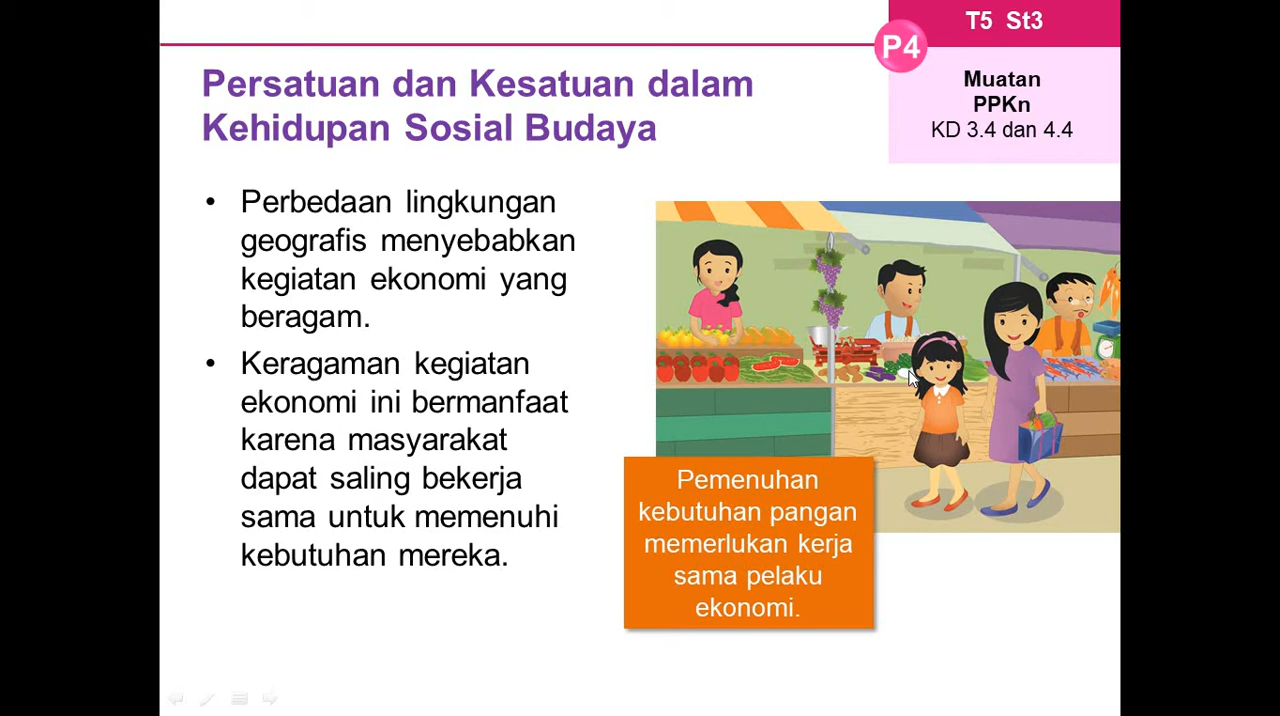 T5 St3
P4
Muatan
PPKn
KD 3.4 dan 4.4
Persatuan dan Kesatuan dalam
Kehidupan Sosial Budaya
• Perbedaan lingkungan
geografis menyebabkan
kegiatan ekonomi yang
beragam.
• Keragaman kegiatan
ekonomi ini bermanfaat
karena masyarakat
dapat saling bekerja
sama untuk memenuhi
kebutuhan mereka.
Pemenuhan
kebutuhan pangan
memerlukan kerja
sama pelaku
ekonomi.